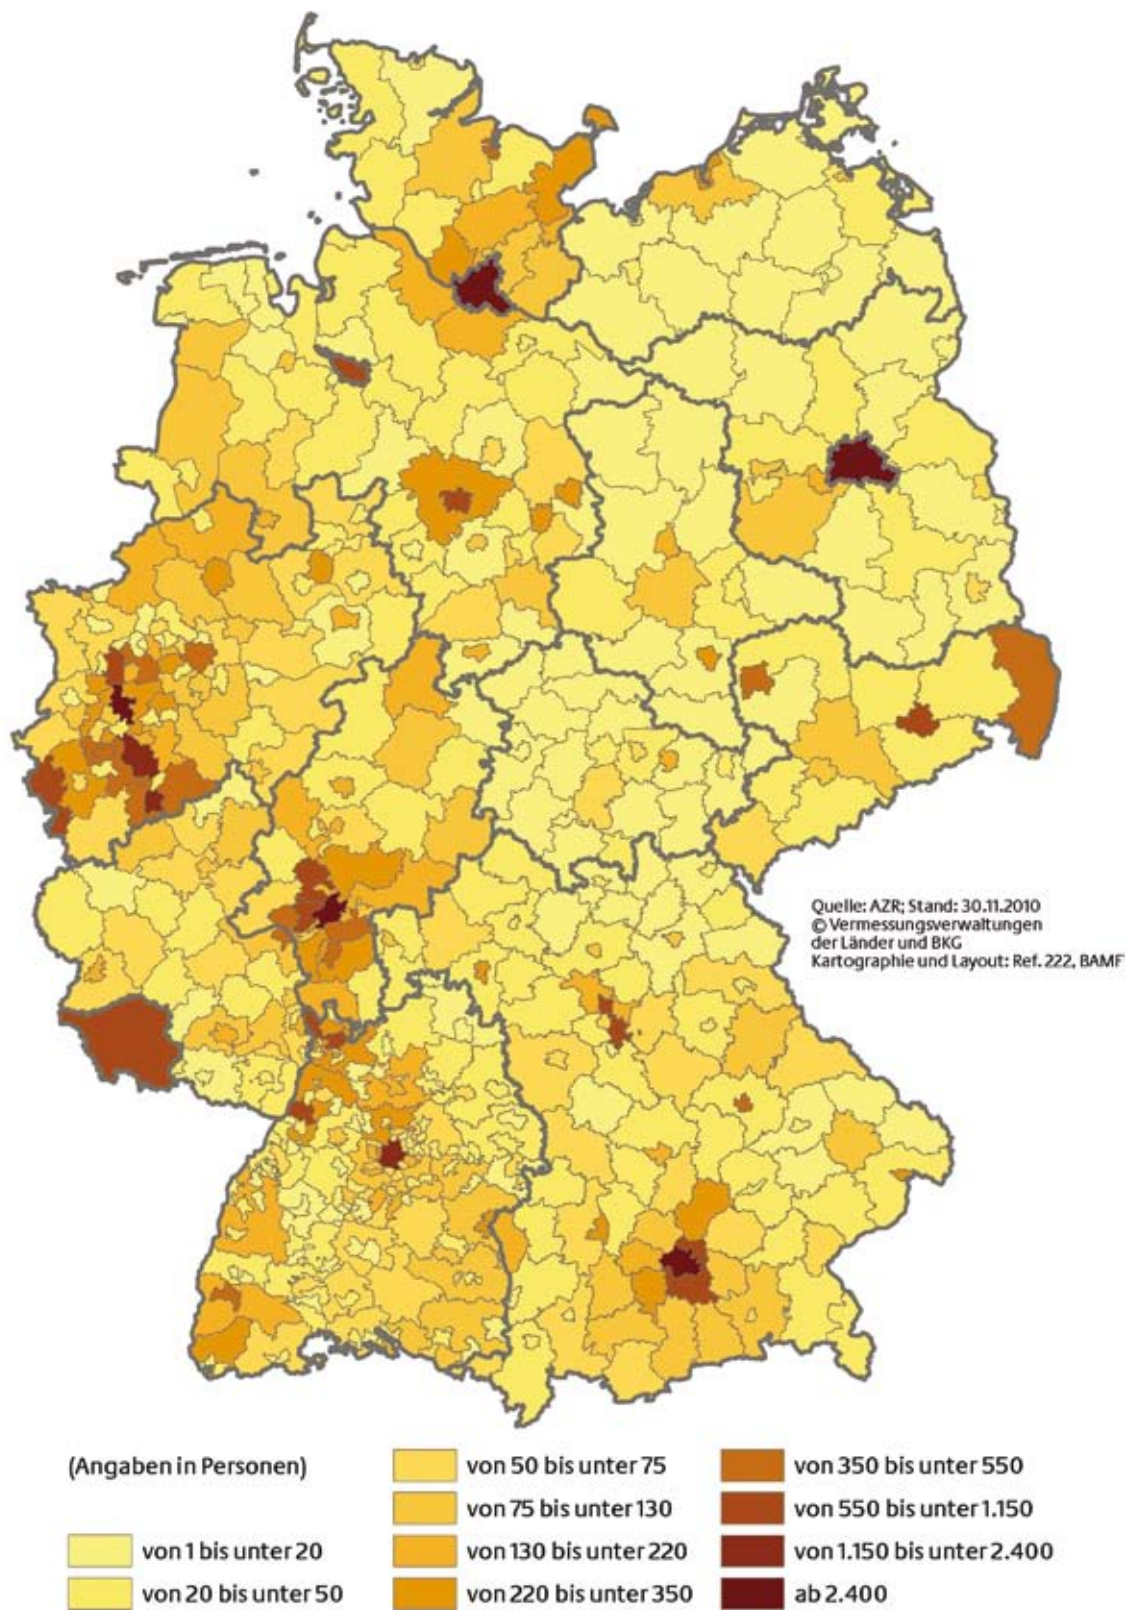 Quelle: AZR; Stand: 30.11.2010
© Vermessungsverwaltungen
der Länder und BKG
Kartographie und Layout: Ref. 222, BAMF
(Angaben in Personen)
von 1 bis unter 20
von 20 bis unter 50
von 50 bis unter 75
von 75 bis unter 130
von 130 bis unter 220
von 220 bis unter 350
von 350 bis unter 550
von 550 bis unter 1.150
von 1.150 bis unter 2.400
ab 2.400